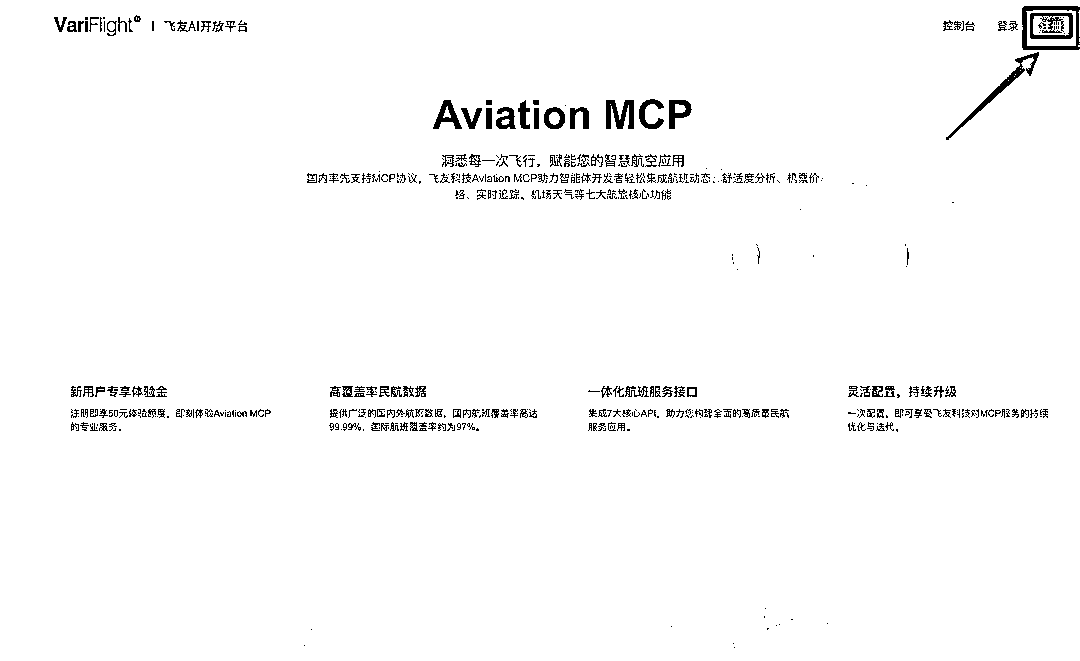 VariFlight | 飞友AI开放平台
控制台 登录 注册
Aviation MCP
洞悉每一次飞行，赋能您的智慧航空应用
国内率先支持MCP协议，飞友科技Aviation MCP助力智能体开发者轻松集成航班动态、舒适度分析、机票价
格、实时追踪、机场天气等七大航旅核心功能
新用户专享体验金
注册即享50元体验额度，即刻体验Aviation MCP
的专业服务。
高覆盖率民航数据
提供广泛的国内外航班数据，国内航班覆盖率高达
99.99%，国际航班覆盖率约为97%。
一体化航班服务接口
集成7大核心API，助力您构建全面的高质量民航
服务应用。
灵活配置，持续升级
一次配置，即可享受飞友科技对MCP服务的持续
优化与迭代。